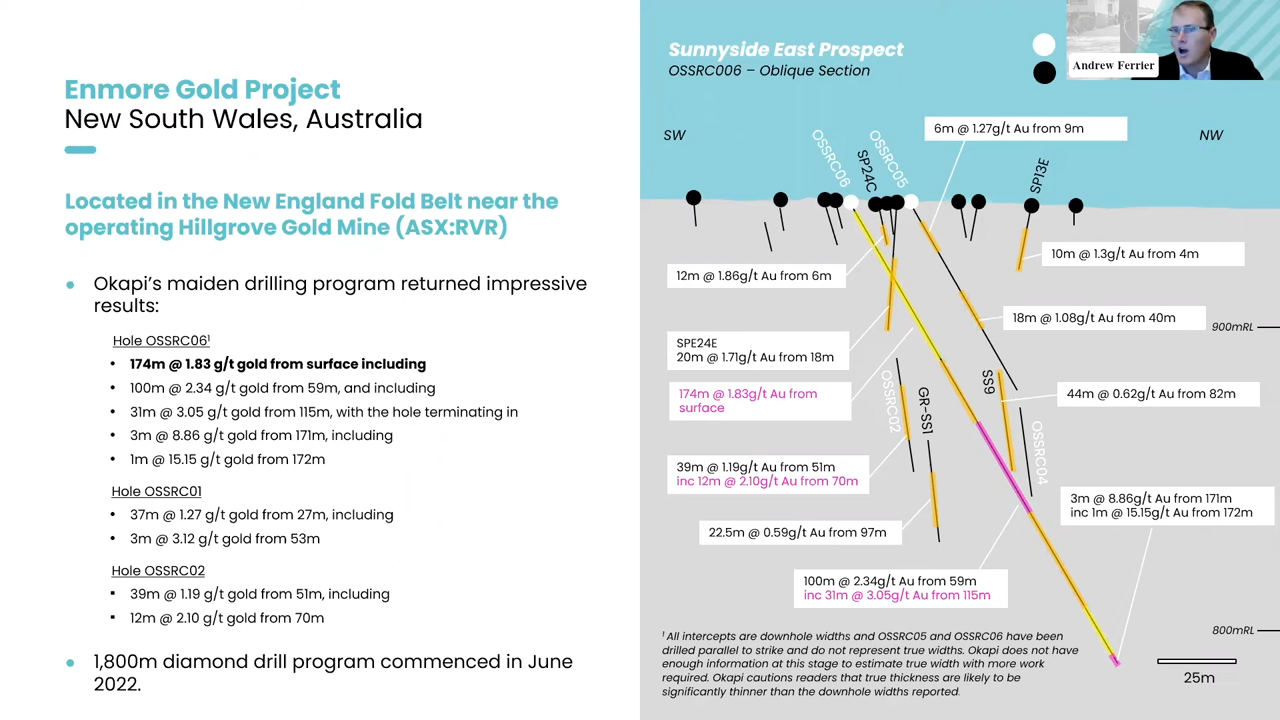 Enmore Gold Project
New South Wales, Australia
Located in the New England Fold Belt near the
operating Hillgrove Gold Mine (ASX:RVR)
• Okapi's maiden drilling program returned impressive
results:
Hole OSSRC06¹
• 174m @ 1.83 g/t gold from surface including
• 100m @ 2.34 g/t gold from 59m, and including
• 31m @ 3.05 g/t gold from 115m, with the hole terminating in
• 3m @ 8.86 g/t gold from 171m, including
• 1m @ 15.15 g/t gold from 172m
Hole OSSRC01
• 37m @ 1.27 g/t gold from 27m, including
• 3m @ 3.12 g/t gold from 53m
Hole OSSRC02
▪ 39m @ 1.19 g/t gold from 51m, including
▪ 12m @ 2.10 g/t gold from 70m
• 1,800m diamond drill program commenced in June
2022.
Sunnyside East Prospect
OSSRC006 – Oblique Section
Andrew Ferrier
SW
NW
6m @ 1.27g/t Au from 9m
OSSRC06
SP24C
OSSRC05
SP13E
10m @ 1.3g/t Au from 4m
12m @ 1.86g/t Au from 6m
18m @ 1.08g/t Au from 40m
900mRL
SPE24E
20m @ 1.71g/t Au from 18m
174m @ 1.83g/t Au from
surface
OSSRC02
GR-SS1
SS9
44m @ 0.62g/t Au from 82m
OSSRC04
39m @ 1.19g/t Au from 51m
inc 12m @ 2.10g/t Au from 70m
3m @ 8.86g/t Au from 171m
inc 1m @ 15.15g/t Au from 172m
22.5m @ 0.59g/t Au from 97m
100m @ 2.34g/t Au from 59m
inc 31m @ 3.05g/t Au from 115m
800mRL
¹ All intercepts are downhole widths and OSSRC05 and OSSRC06 have been
drilled parallel to strike and do not represent true widths. Okapi does not have
enough information at this stage to estimate true width with more work
required. Okapi cautions readers that true thickness are likely to be
significantly thinner than the downhole widths reported.
25m